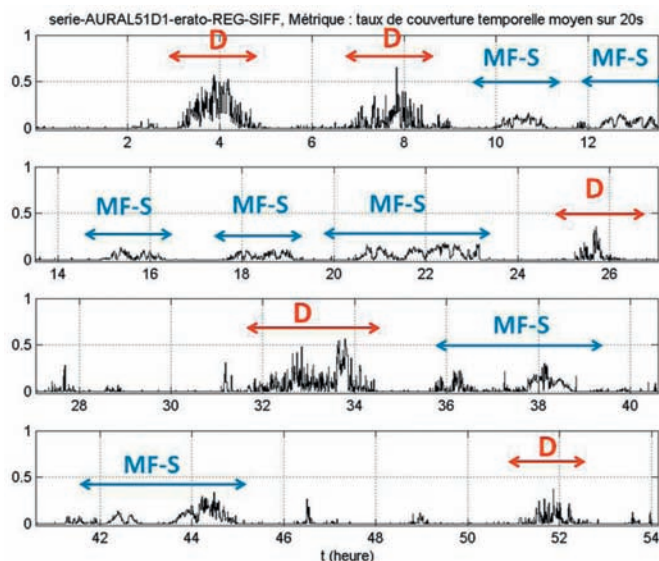 serie-AURAL51D1-erato-REG-SIFF, Métrique : taux de couverture temporelle moyen sur 20s
1
D
D
MF-S
MF-S
0.5
0
2
4
6
8
10
12
1
MF-S
MF-S
MF-S
D
0.5
0
14
16
18
20
22
24
26
1
D
MF-S
0.5
0
28
30
32
34
36
38
40
1
MF-S
D
0.5
0
42
44
46
48
50
52
54
t (heure)